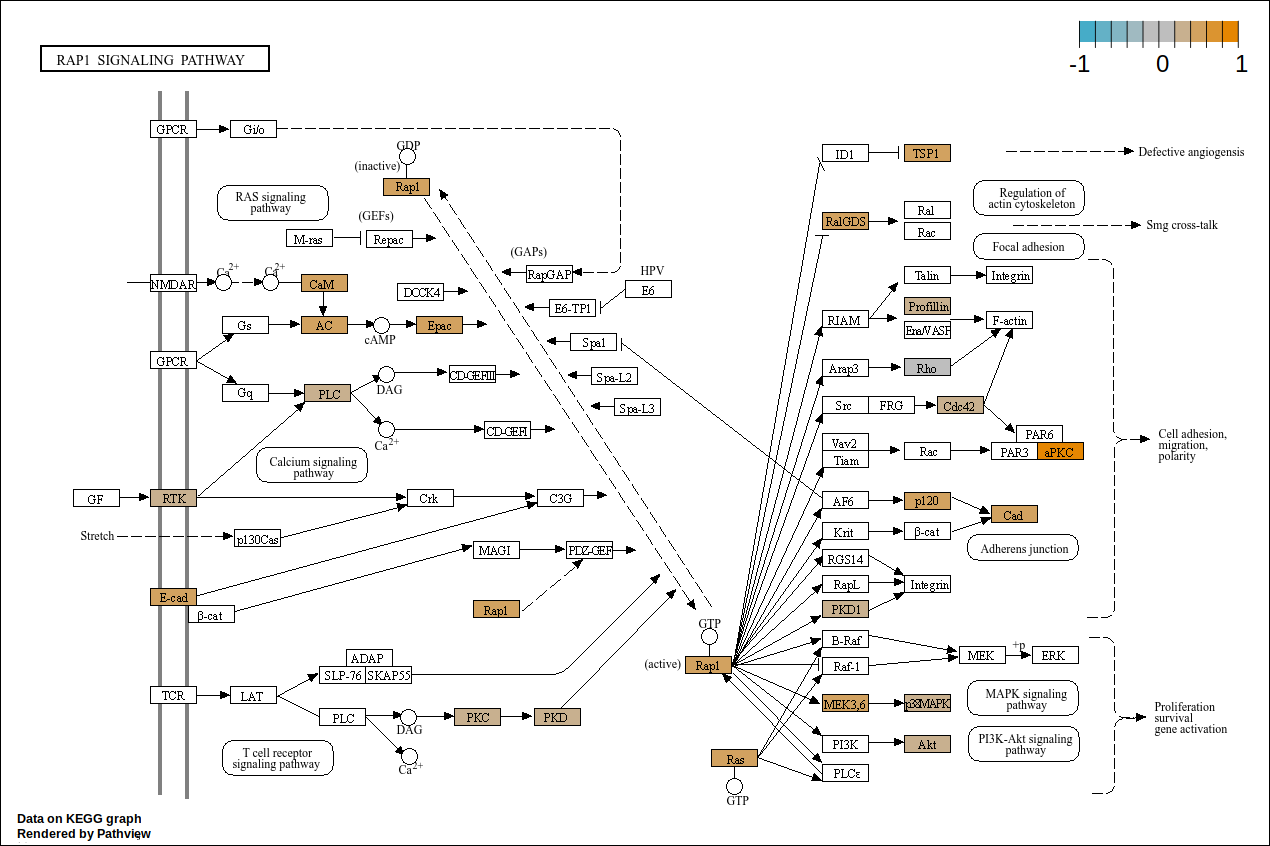 RAP1 SIGNALING PATHWAY
-1
0
1
GPCR
Gi/o
GDP
(inactive)
Rap1
RAS signaling
pathway
(GEFs)
M-ras
Repac
(GAPs)
RapGAP
HPV
E6
E6-TP1
NMDAR
Ca2+
Ca2+
CaM
DOCK4
Gs
AC
cAMP
Epac
Spa1
GPCR
Gq
PLC
DAG
CD-GEFIII
Spa-L2
Spa-L3
Ca2+
CD-GEFI
Calcium signaling
pathway
GF
RTK
Crk
C3G
Stretch
p130Cas
MAGI
PDZ-GEF
E-cad
β-cat
Rap1
GTP
(active)
Rap1
ADAP
SLP-76
SKAP55
TCR
LAT
PLC
DAG
PKC
PKD
Ca2+
T cell receptor
signaling pathway
Ras
GTP
ID1
TSP1
Defective angiogensis
RalGDS
Ral
Rac
Regulation of
actin cytoskeleton
Smg cross-talk
Focal adhesion
Talin
Integrin
RIAM
Profillin
Ena/VASP
F-actin
Arap3
Rho
Src
FRG
Cdc42
PAR6
PAR3
aPKC
Vav2
Tiam
Rac
Cell adhesion,
migration,
polarity
AF6
p120
Cad
Krit
β-cat
Adherens junction
RGS14
RapL
Integrin
PKD1
B-Raf
Raf-1
MEK
+p
ERK
MEK3,6
p38MAPK
MAPK signaling
pathway
PI3K
Akt
PI3K-Akt signaling
pathway
PLCε
Proliferation
survival
gene activation
Data on KEGG graph
Rendered by Pathview